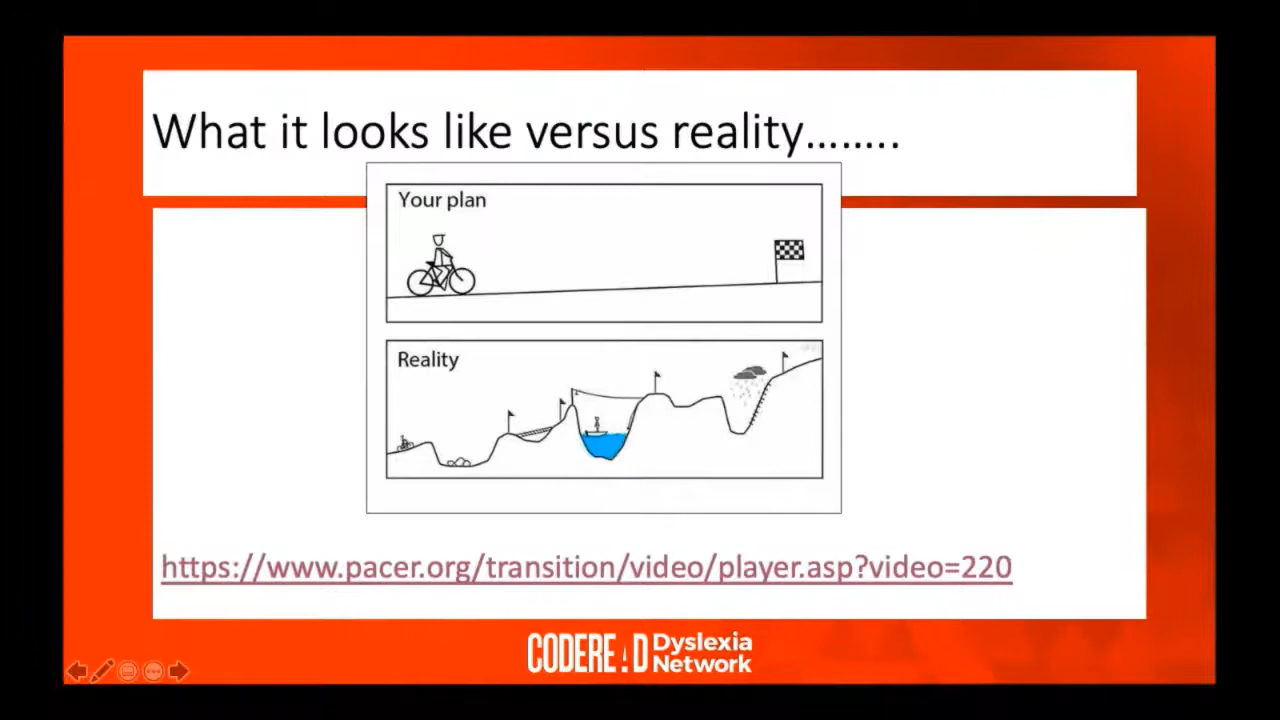 What it looks like versus reality........
Your plan
Reality
https://www.pacer.org/transition/video/player.asp?video=220
CODEREAD Dyslexia
Network